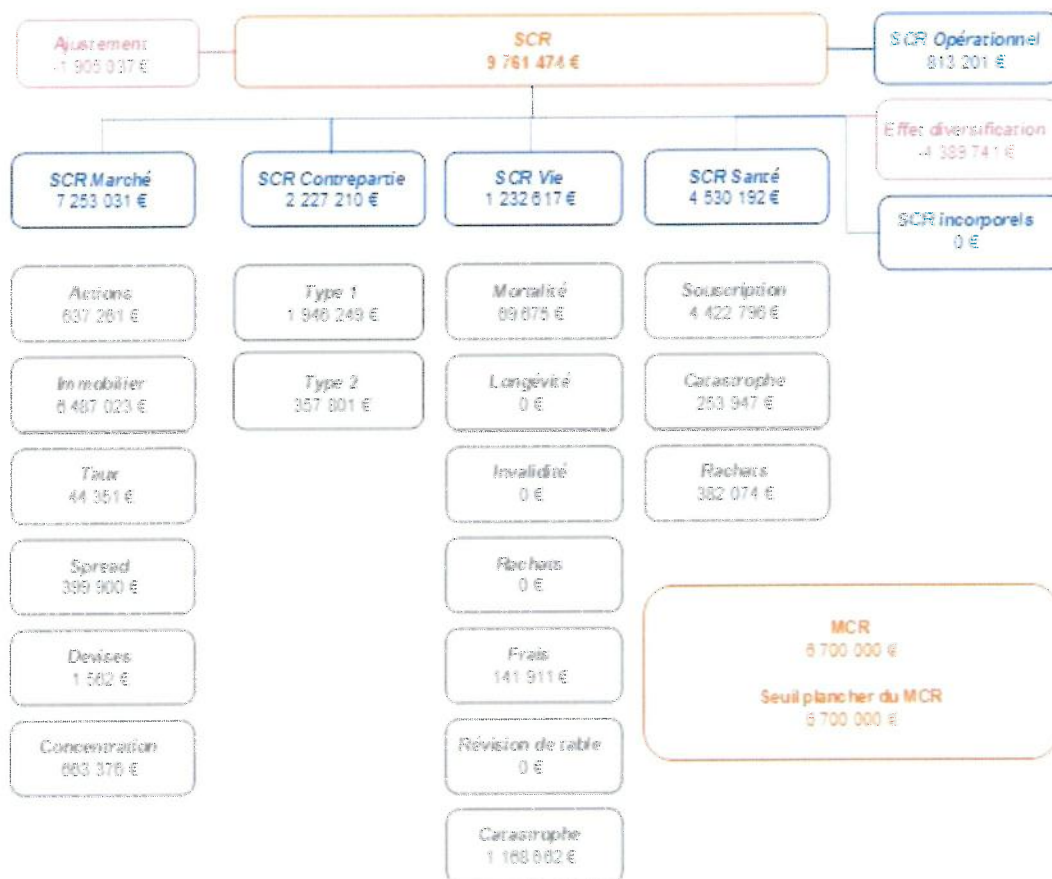 Ajustement
-1 905 037 €
SCR
9 761 474 €
SCR Opérationnel
813 201 €
Effet diversification
-4 389 741 €
SCR Marché
7 253 031 €
SCR Contrepartie
2 227 210 €
SCR Vie
1 232 617 €
SCR Santé
4 530 192 €
SCR incorporels
0 €
Actions
637 261 €
Type 1
1 946 249 €
Mortalité
69 675 €
Souscription
4 422 796 €
Immobilier
6 487 023 €
Type 2
357 801 €
Longévité
0 €
Catastrophe
253 947 €
Taux
44 351 €
Invalidité
0 €
Rachats
382 074 €
Spread
399 900 €
Rachats
0 €
Devises
1 562 €
Frais
141 911 €
MCR
6 700 000 €
Seuil plancher du MCR
6 700 000 €
Concentration
663 376 €
Révision de table
0 €
Catastrophe
1 168 662 €